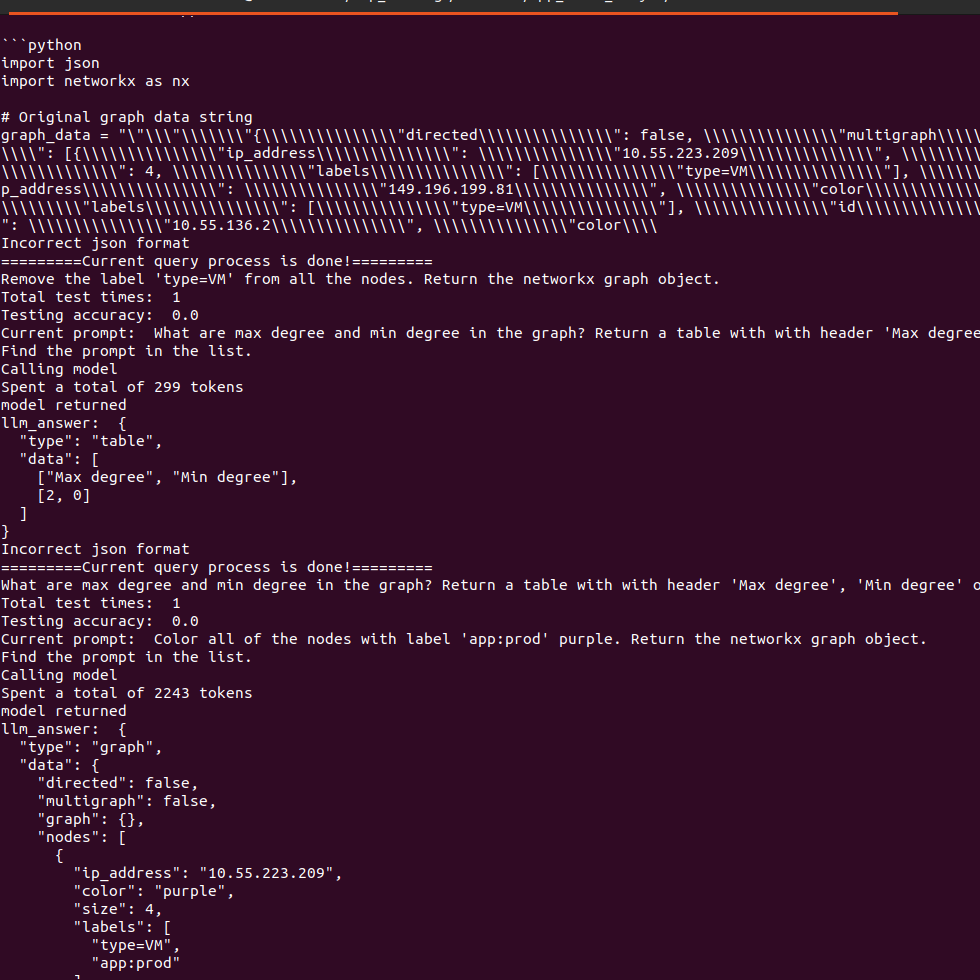 ```python
import json
import networkx as nx
# Original graph data string
graph_data = "\"\\\"\\\\\\\"{\\\\\\\\\\\\\\\"directed\\\\\\\\\\\\\\\": false, \\\\\\\\\\\\\\\"multigraph\\\\\
\\\\": [{\\\\\\\\\\\\\\\"ip_address\\\\\\\\\\\\\\\": \\\\\\\\\\\\\\\"10.55.223.209\\\\\\\\\\\\\\\", \\\\\\\\\
\\\\\\\\\\\\\": 4, \\\\\\\\\\\\\\\"labels\\\\\\\\\\\\\\\": [\\\\\\\\\\\\\\\"type=VM\\\\\\\\\\\\\\\"], \\\\\\\
p_address\\\\\\\\\\\\\\\": \\\\\\\\\\\\\\\"149.196.199.81\\\\\\\\\\\\\\\", \\\\\\\\\\\\\\\"color\\\\\\\\\\\\\
\\\\\\\\\"labels\\\\\\\\\\\\\\\": [\\\\\\\\\\\\\\\"type=VM\\\\\\\\\\\\\\\"], \\\\\\\\\\\\\\\"id\\\\\\\\\\\\\\
": \\\\\\\\\\\\\\\"10.55.136.2\\\\\\\\\\\\\\\", \\\\\\\\\\\\\\\"color\\\\
Incorrect json format
=========Current query process is done!=========
Remove the label 'type=VM' from all the nodes. Return the networkx graph object.
Total test times:  1
Testing accuracy:  0.0
Current prompt:  What are max degree and min degree in the graph? Return a table with with header 'Max degree
Find the prompt in the list.
Calling model
Spent a total of 299 tokens
model returned
llm_answer:  {
  "type": "table",
  "data": [
    ["Max degree", "Min degree"],
    [2, 0]
  ]
}
Incorrect json format
=========Current query process is done!=========
What are max degree and min degree in the graph? Return a table with with header 'Max degree', 'Min degree' o
Total test times:  1
Testing accuracy:  0.0
Current prompt:  Color all of the nodes with label 'app:prod' purple. Return the networkx graph object.
Find the prompt in the list.
Calling model
Spent a total of 2243 tokens
model returned
llm_answer:  {
  "type": "graph",
  "data": {
    "directed": false,
    "multigraph": false,
    "graph": {},
    "nodes": [
      {
        "ip_address": "10.55.223.209",
        "color": "purple",
        "size": 4,
        "labels": [
          "type=VM",
          "app:prod"